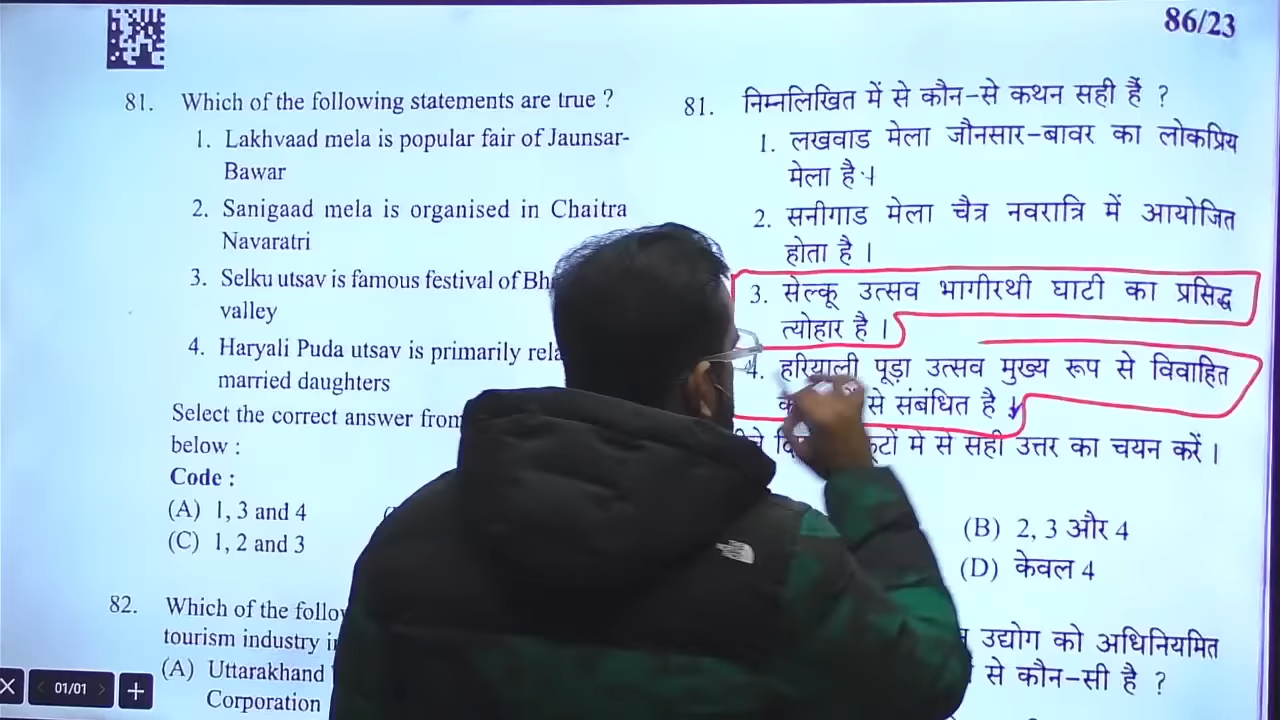 86/23
81. Which of the following statements are true ?
1. Lakhvaad mela is popular fair of Jaunsar-
Bawar
2. Sanigaad mela is organised in Chaitra
Navaratri
3. Selku utsav is famous festival of
valley
4. Haryali Puda utsav is primarily
married daughters
Select the correct answer from
below :
Code :
(A) 1, 3 and 4
(C) 1, 2 and 3
82. Which of the
tourism industry
(A) Uttarakhand
Corporation
81. निम्नलिखित में से कौन-से कथन सही हैं ?
1. लखवाड मेला जौनसार-बावर का लोकप्रिय
मेला है ।
2. सनीगाड मेला चैत्र नवरात्रि में आयोजित
होता है ।
3. सेल्कू उत्सव भागीरथी घाटी का प्रसिद्ध
त्योहार है ।
4. हरियाली पूड़ा उत्सव मुख्य रूप से विवाहित
से संबंधित है ।
में से सही उत्तर का चयन करें ।
(B) 2, 3 और 4
(D) केवल 4
उद्योग को अधिनियमित
से कौन-सी है ?
01/01